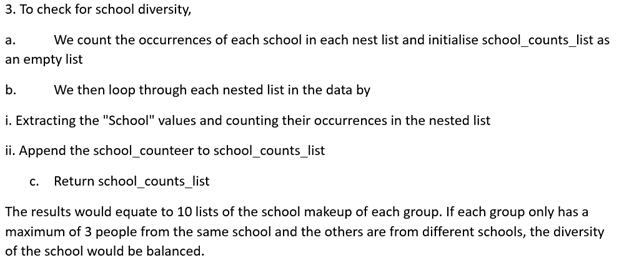 3. To check for school diversity,
a. We count the occurrences of each school in each nest list and initialise school_counts_list as
an empty list
b. We then loop through each nested list in the data by
i. Extracting the "School" values and counting their occurrences in the nested list
ii. Append the school_counteer to school_counts_list
c. Return school_counts_list
The results would equate to 10 lists of the school makeup of each group. If each group only has a
maximum of 3 people from the same school and the others are from different schools, the diversity
of the school would be balanced.